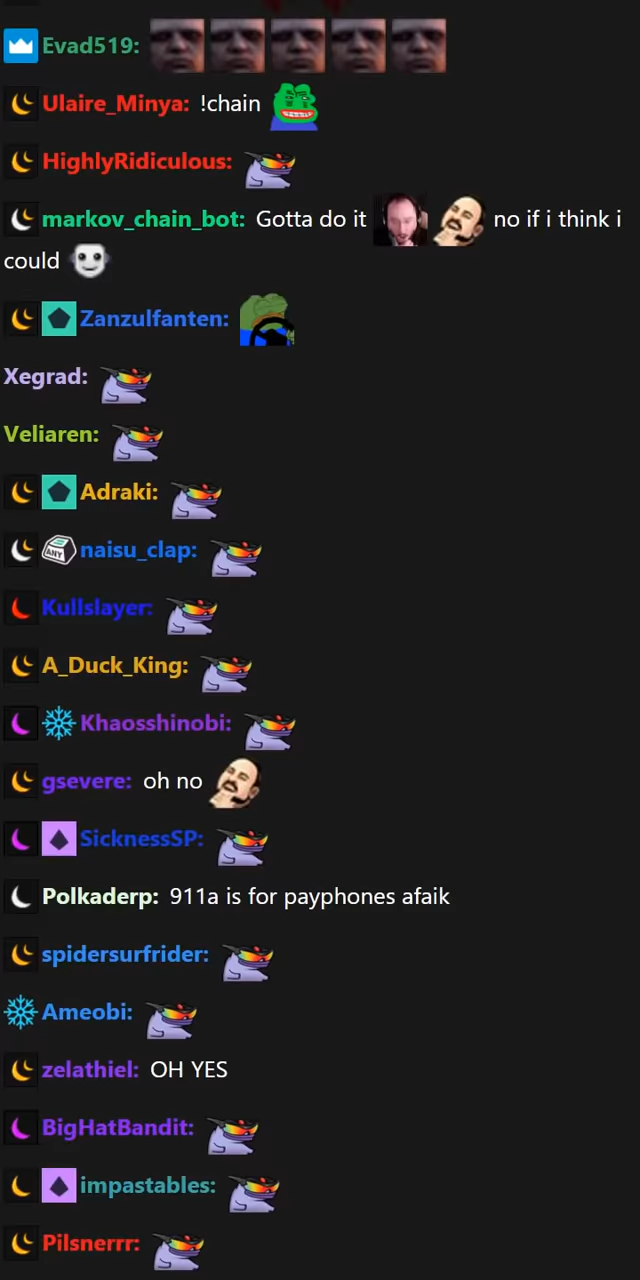 Evad519:
Ulaire_Minya: !chain
HighlyRidiculous:
markov_chain_bot: Gotta do it no if i think i
could
Zanzulfanten:
Xegrad:
Veliaren:
Adraki:
ANY naisu_clap:
Kullslayer:
A_Duck_King:
Khaosshinobi:
gsevere: oh no
SicknessSP:
Polkaderp: 911a is for payphones afaik
spidersurfrider:
Ameobi:
zelathiel: OH YES
BigHatBandit:
impastables:
Pilsnerrr: